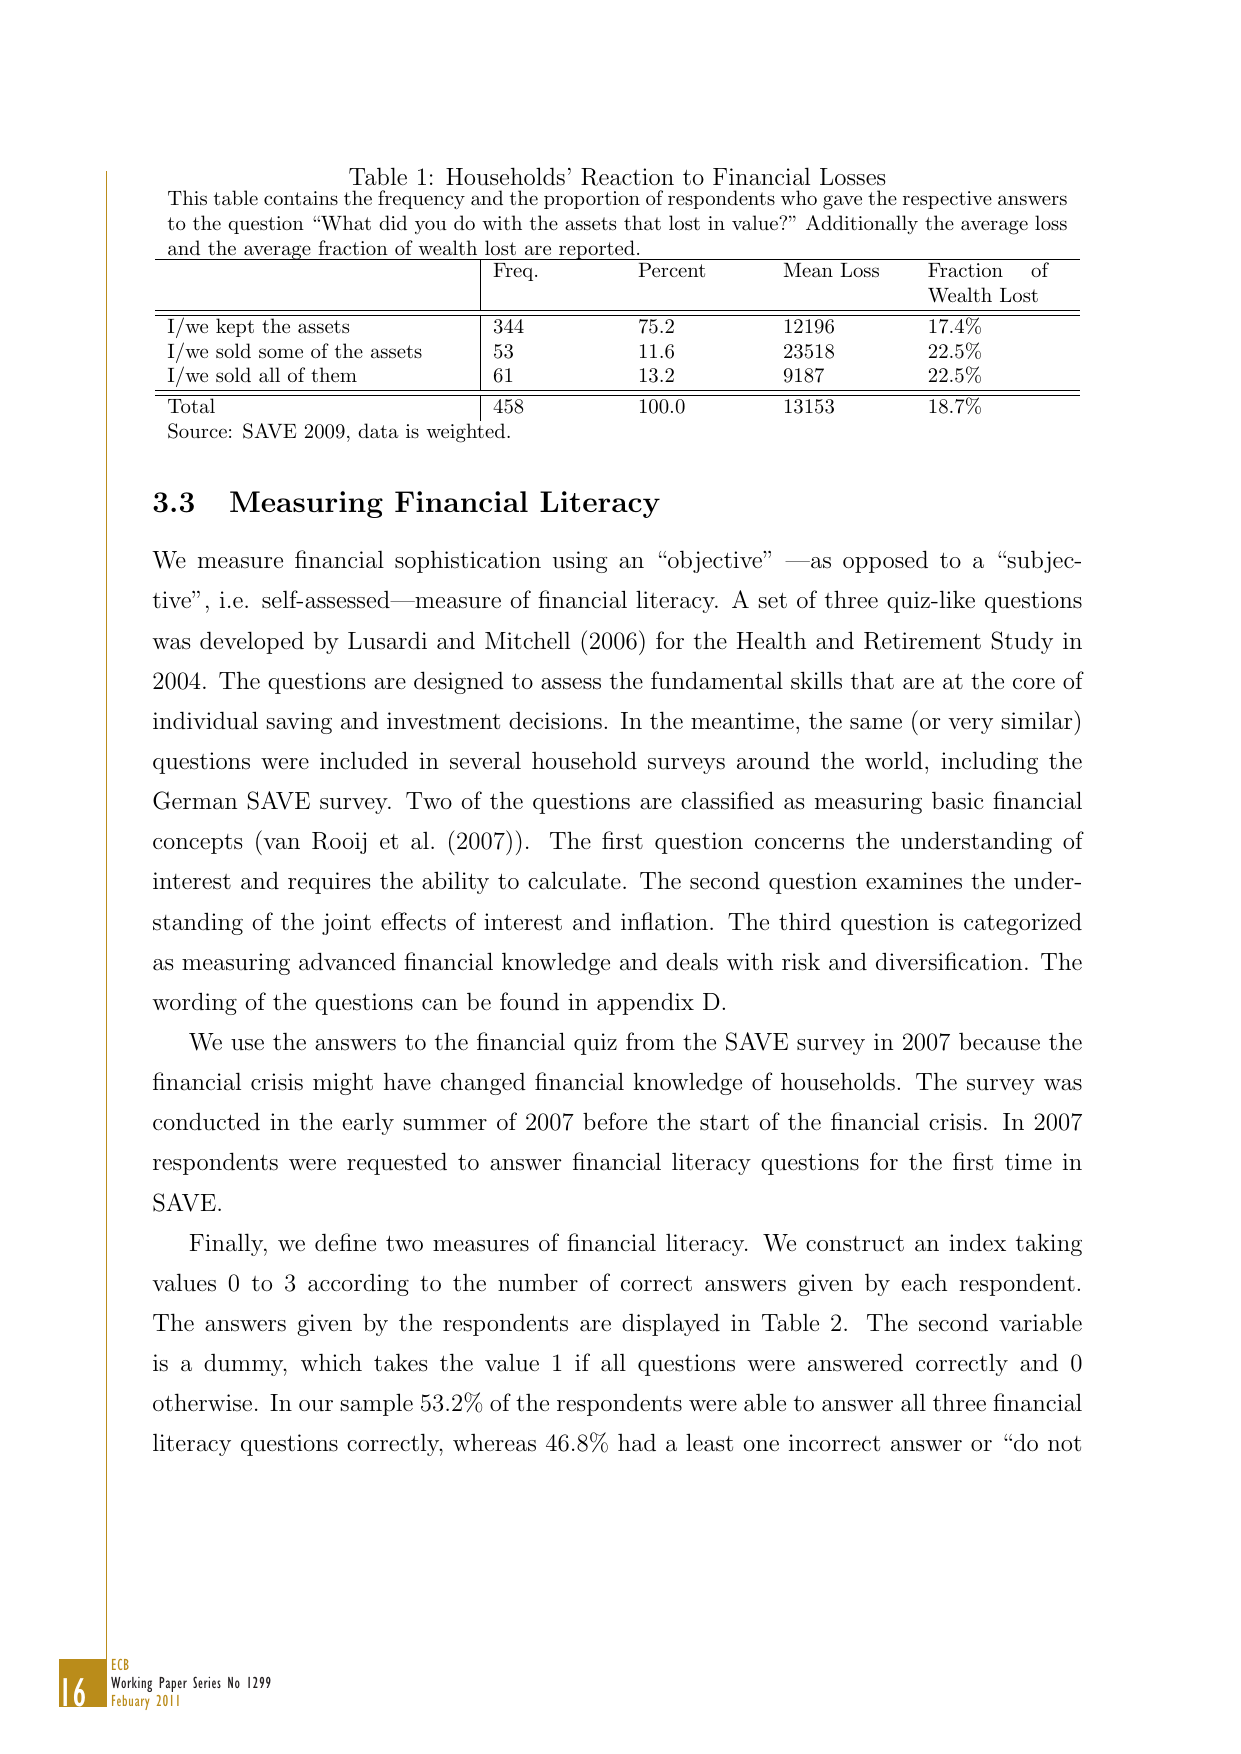 Table 1: Households’ Reaction to Financial Losses
This table contains the frequency and the proportion of respondents who gave the respective answers
to the question “What did you do with the assets that lost in value?” Additionally the average loss
and the average fraction of wealth lost are reported.
Freq. Percent Mean Loss Fraction of
Wealth Lost
I/we kept the assets 344 75.2 12196 17.4%
I/we sold some of the assets 53 11.6 23518 22.5%
I/we sold all of them 61 13.2 9187 22.5%
Total 458 100.0 13153 18.7%
Source: SAVE 2009, data is weighted.
3.3 Measuring Financial Literacy
We measure financial sophistication using an “objective” —as opposed to a “subjec-
tive”, i.e. self-assessed—measure of financial literacy. A set of three quiz-like questions
was developed by Lusardi and Mitchell (2006) for the Health and Retirement Study in
2004. The questions are designed to assess the fundamental skills that are at the core of
individual saving and investment decisions. In the meantime, the same (or very similar)
questions were included in several household surveys around the world, including the
German SAVE survey. Two of the questions are classified as measuring basic financial
concepts (van Rooij et al. (2007)). The first question concerns the understanding of
interest and requires the ability to calculate. The second question examines the under-
standing of the joint effects of interest and inflation. The third question is categorized
as measuring advanced financial knowledge and deals with risk and diversification. The
wording of the questions can be found in appendix D.
We use the answers to the financial quiz from the SAVE survey in 2007 because the
financial crisis might have changed financial knowledge of households. The survey was
conducted in the early summer of 2007 before the start of the financial crisis. In 2007
respondents were requested to answer financial literacy questions for the first time in
SAVE.
Finally, we define two measures of financial literacy. We construct an index taking
values 0 to 3 according to the number of correct answers given by each respondent.
The answers given by the respondents are displayed in Table 2. The second variable
is a dummy, which takes the value 1 if all questions were answered correctly and 0
otherwise. In our sample 53.2% of the respondents were able to answer all three financial
literacy questions correctly, whereas 46.8% had a least one incorrect answer or “do not
16
ECB
Working Paper Series No 1299
Febuary 2011